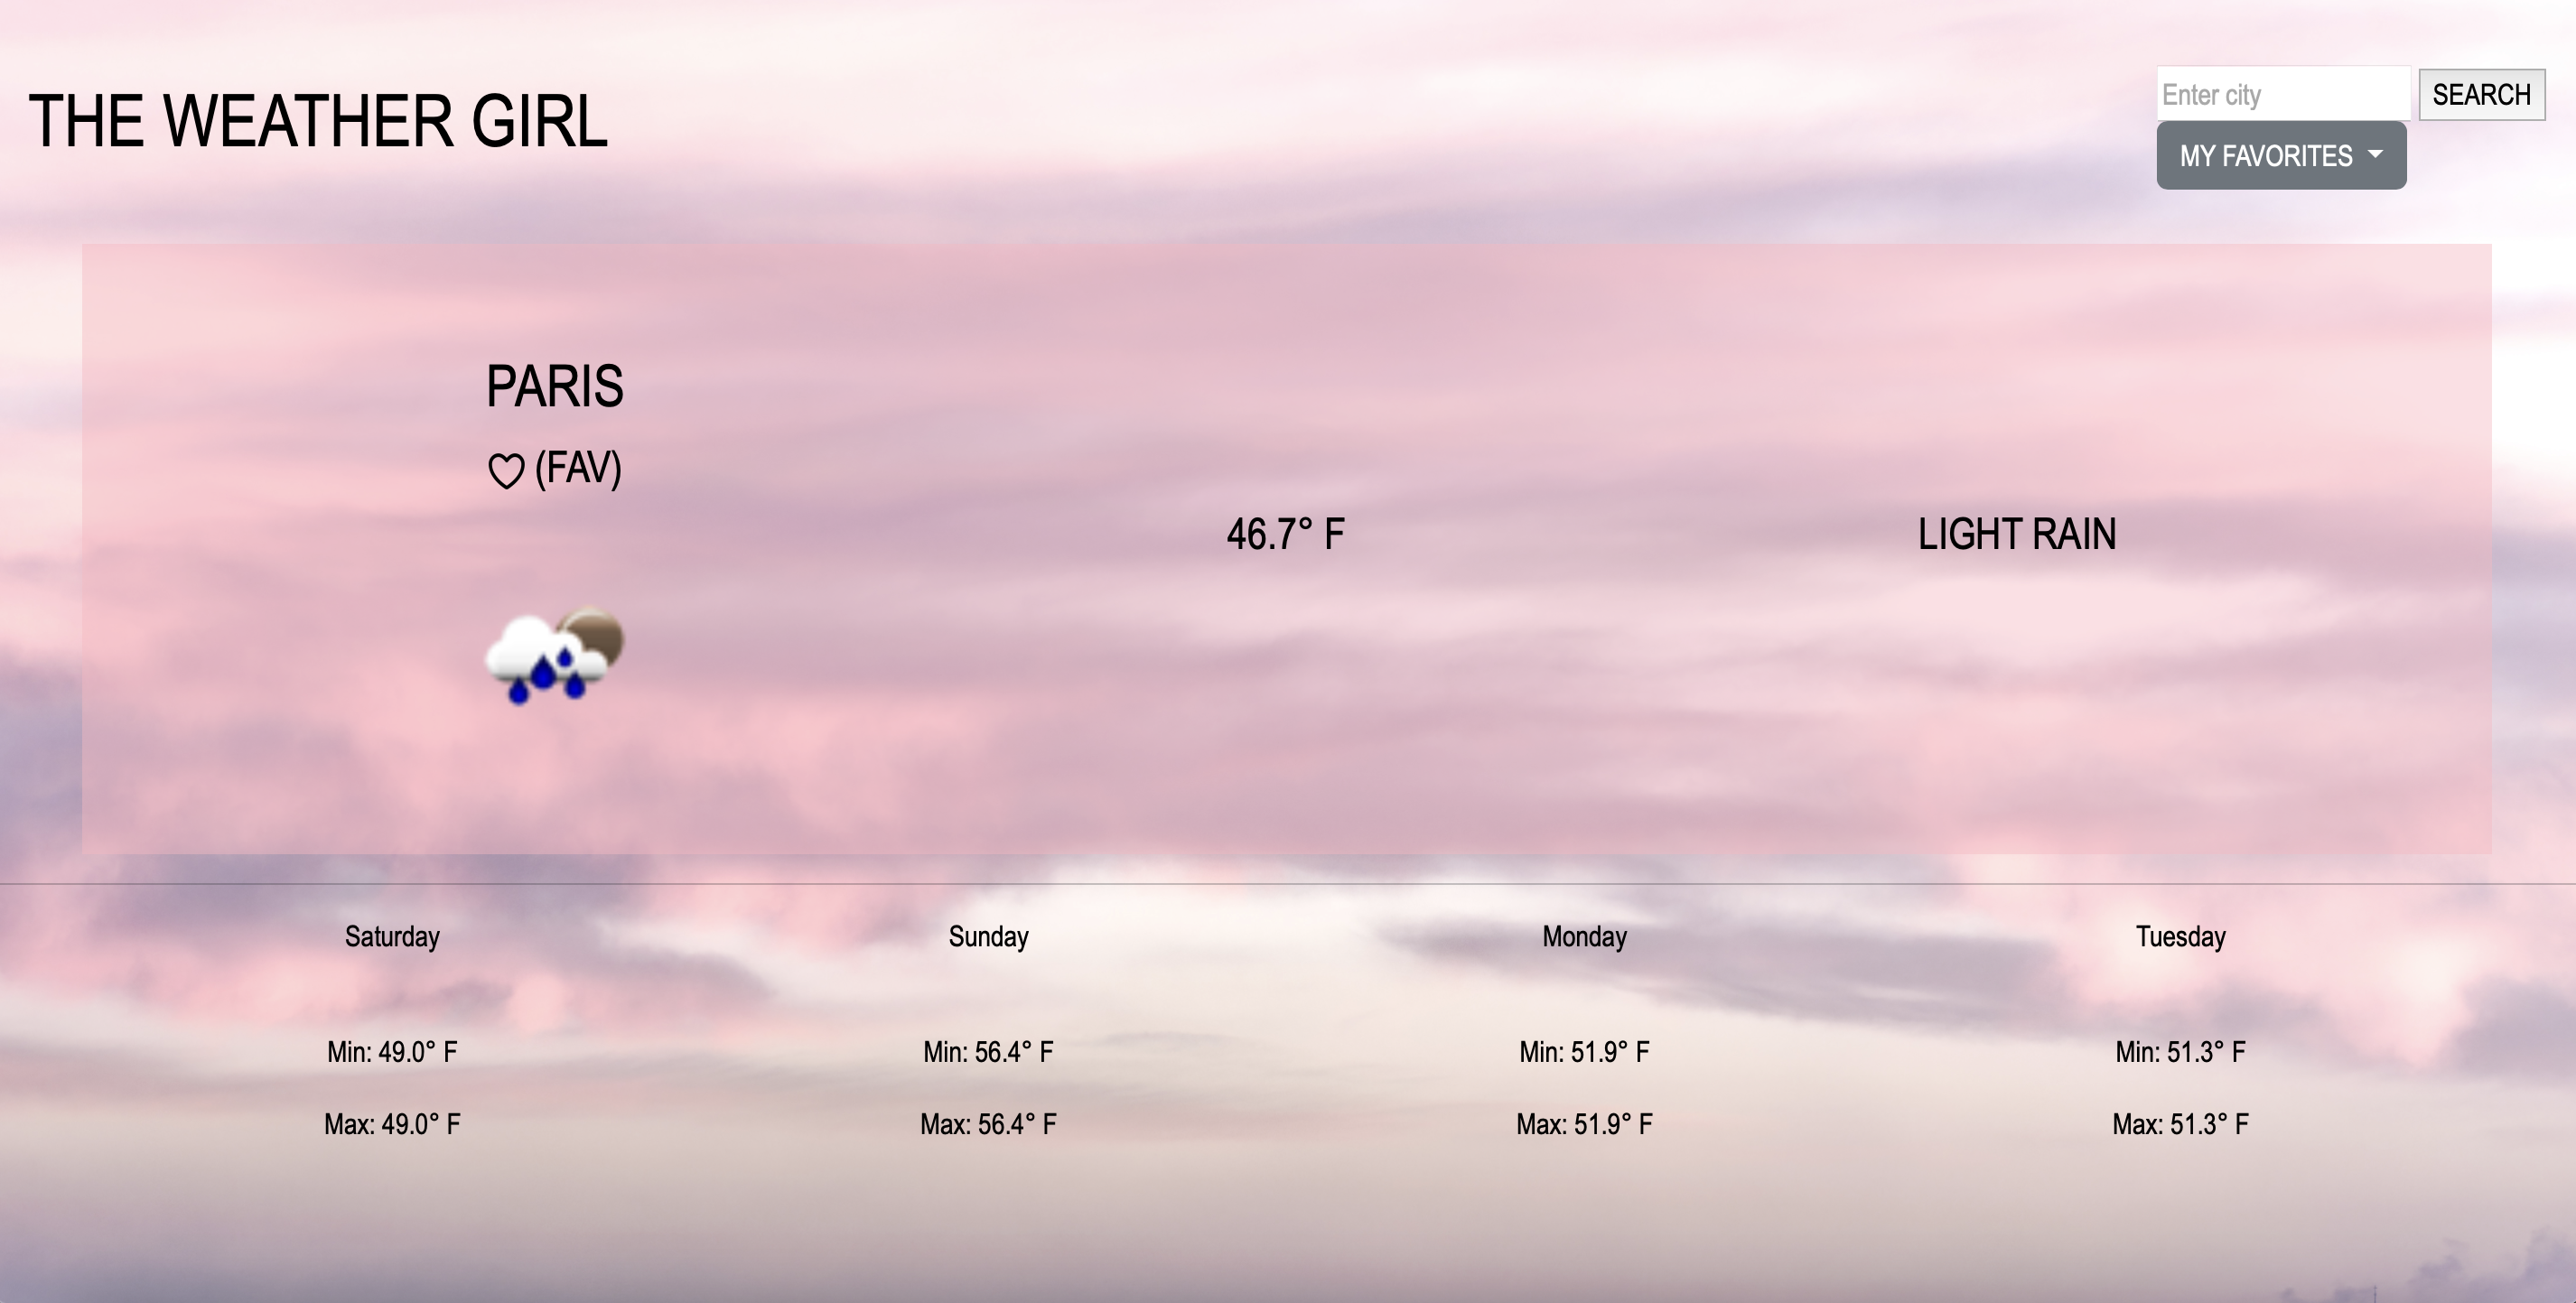 THE WEATHER GIRL
Enter city
SEARCH
MY FAVORITES
PARIS
(FAV)
46.7° F
LIGHT RAIN
Saturday
Sunday
Monday
Tuesday
Min: 49.0° F
Min: 56.4° F
Min: 51.9° F
Min: 51.3° F
Max: 49.0° F
Max: 56.4° F
Max: 51.9° F
Max: 51.3° F